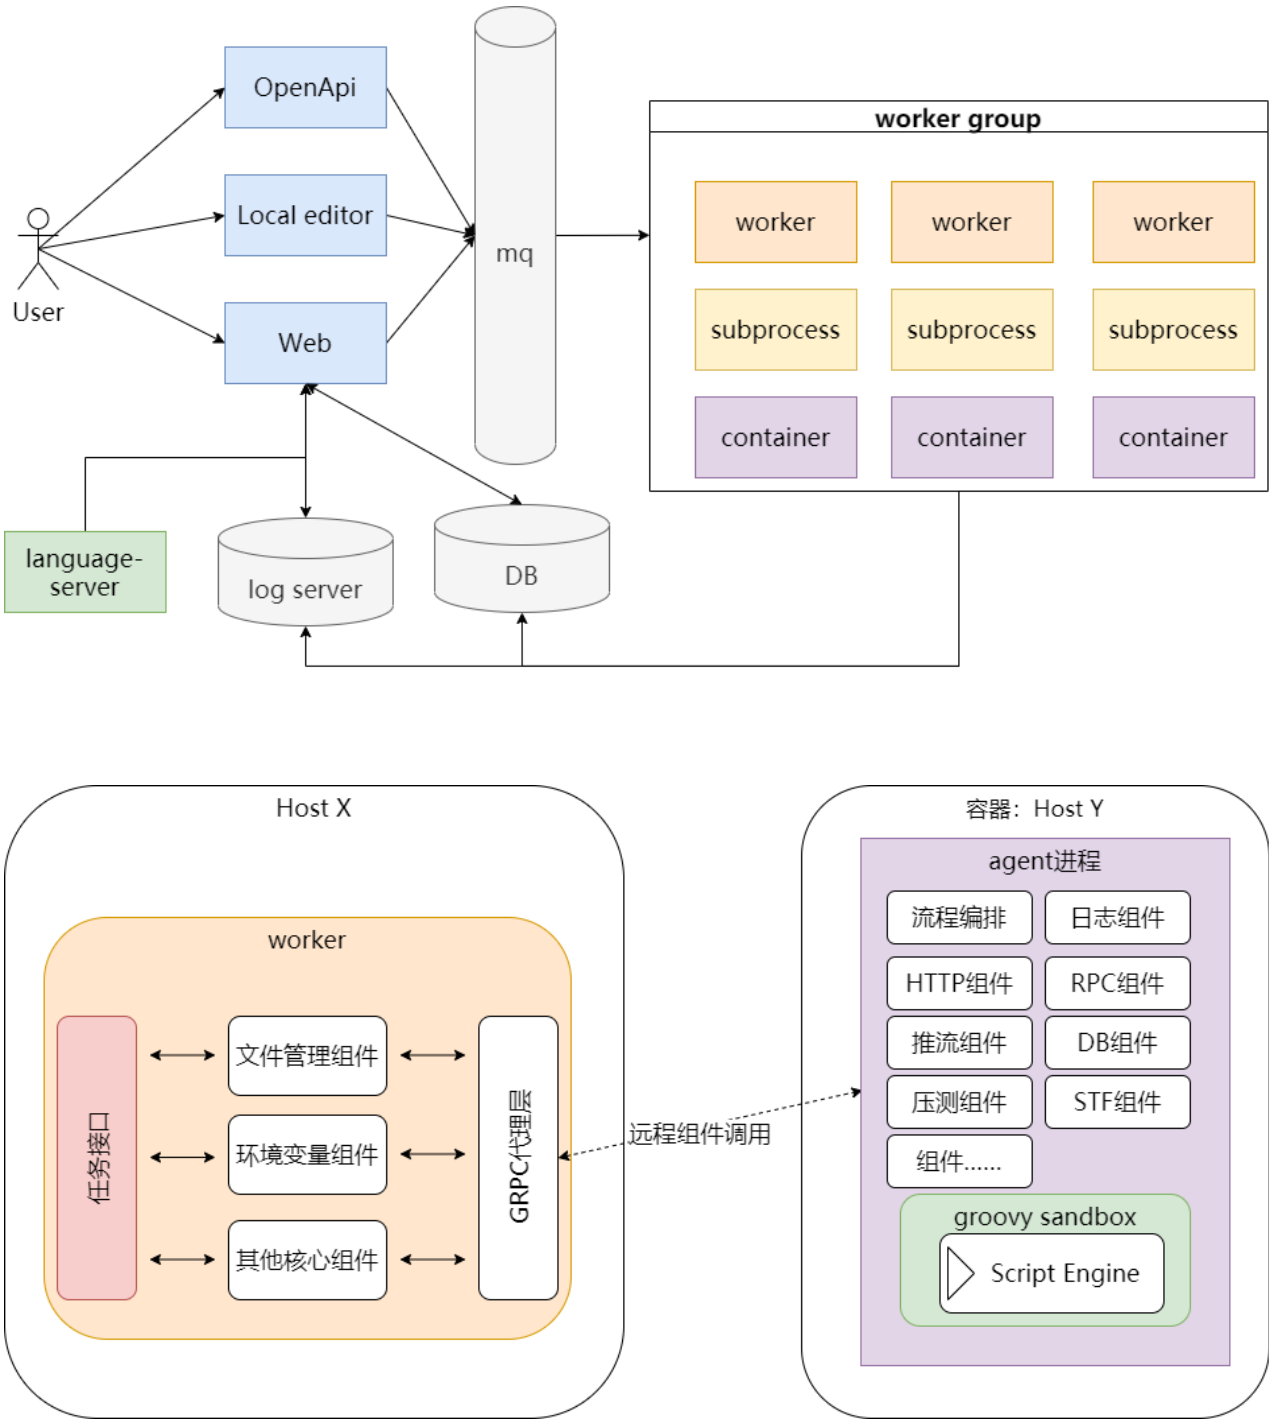 OpenApi
Local editor
Web
User
mq
worker group
worker
worker
worker
subprocess
subprocess
subprocess
container
container
container
language-
server
log server
DB
Host X
worker
任务接口
文件管理组件
环境变量组件
其他核心组件
GRPC代理层
远程组件调用
容器：Host Y
agent进程
流程编排
日志组件
HTTP组件
RPC组件
推流组件
DB组件
压测组件
STF组件
组件......
groovy sandbox
Script Engine